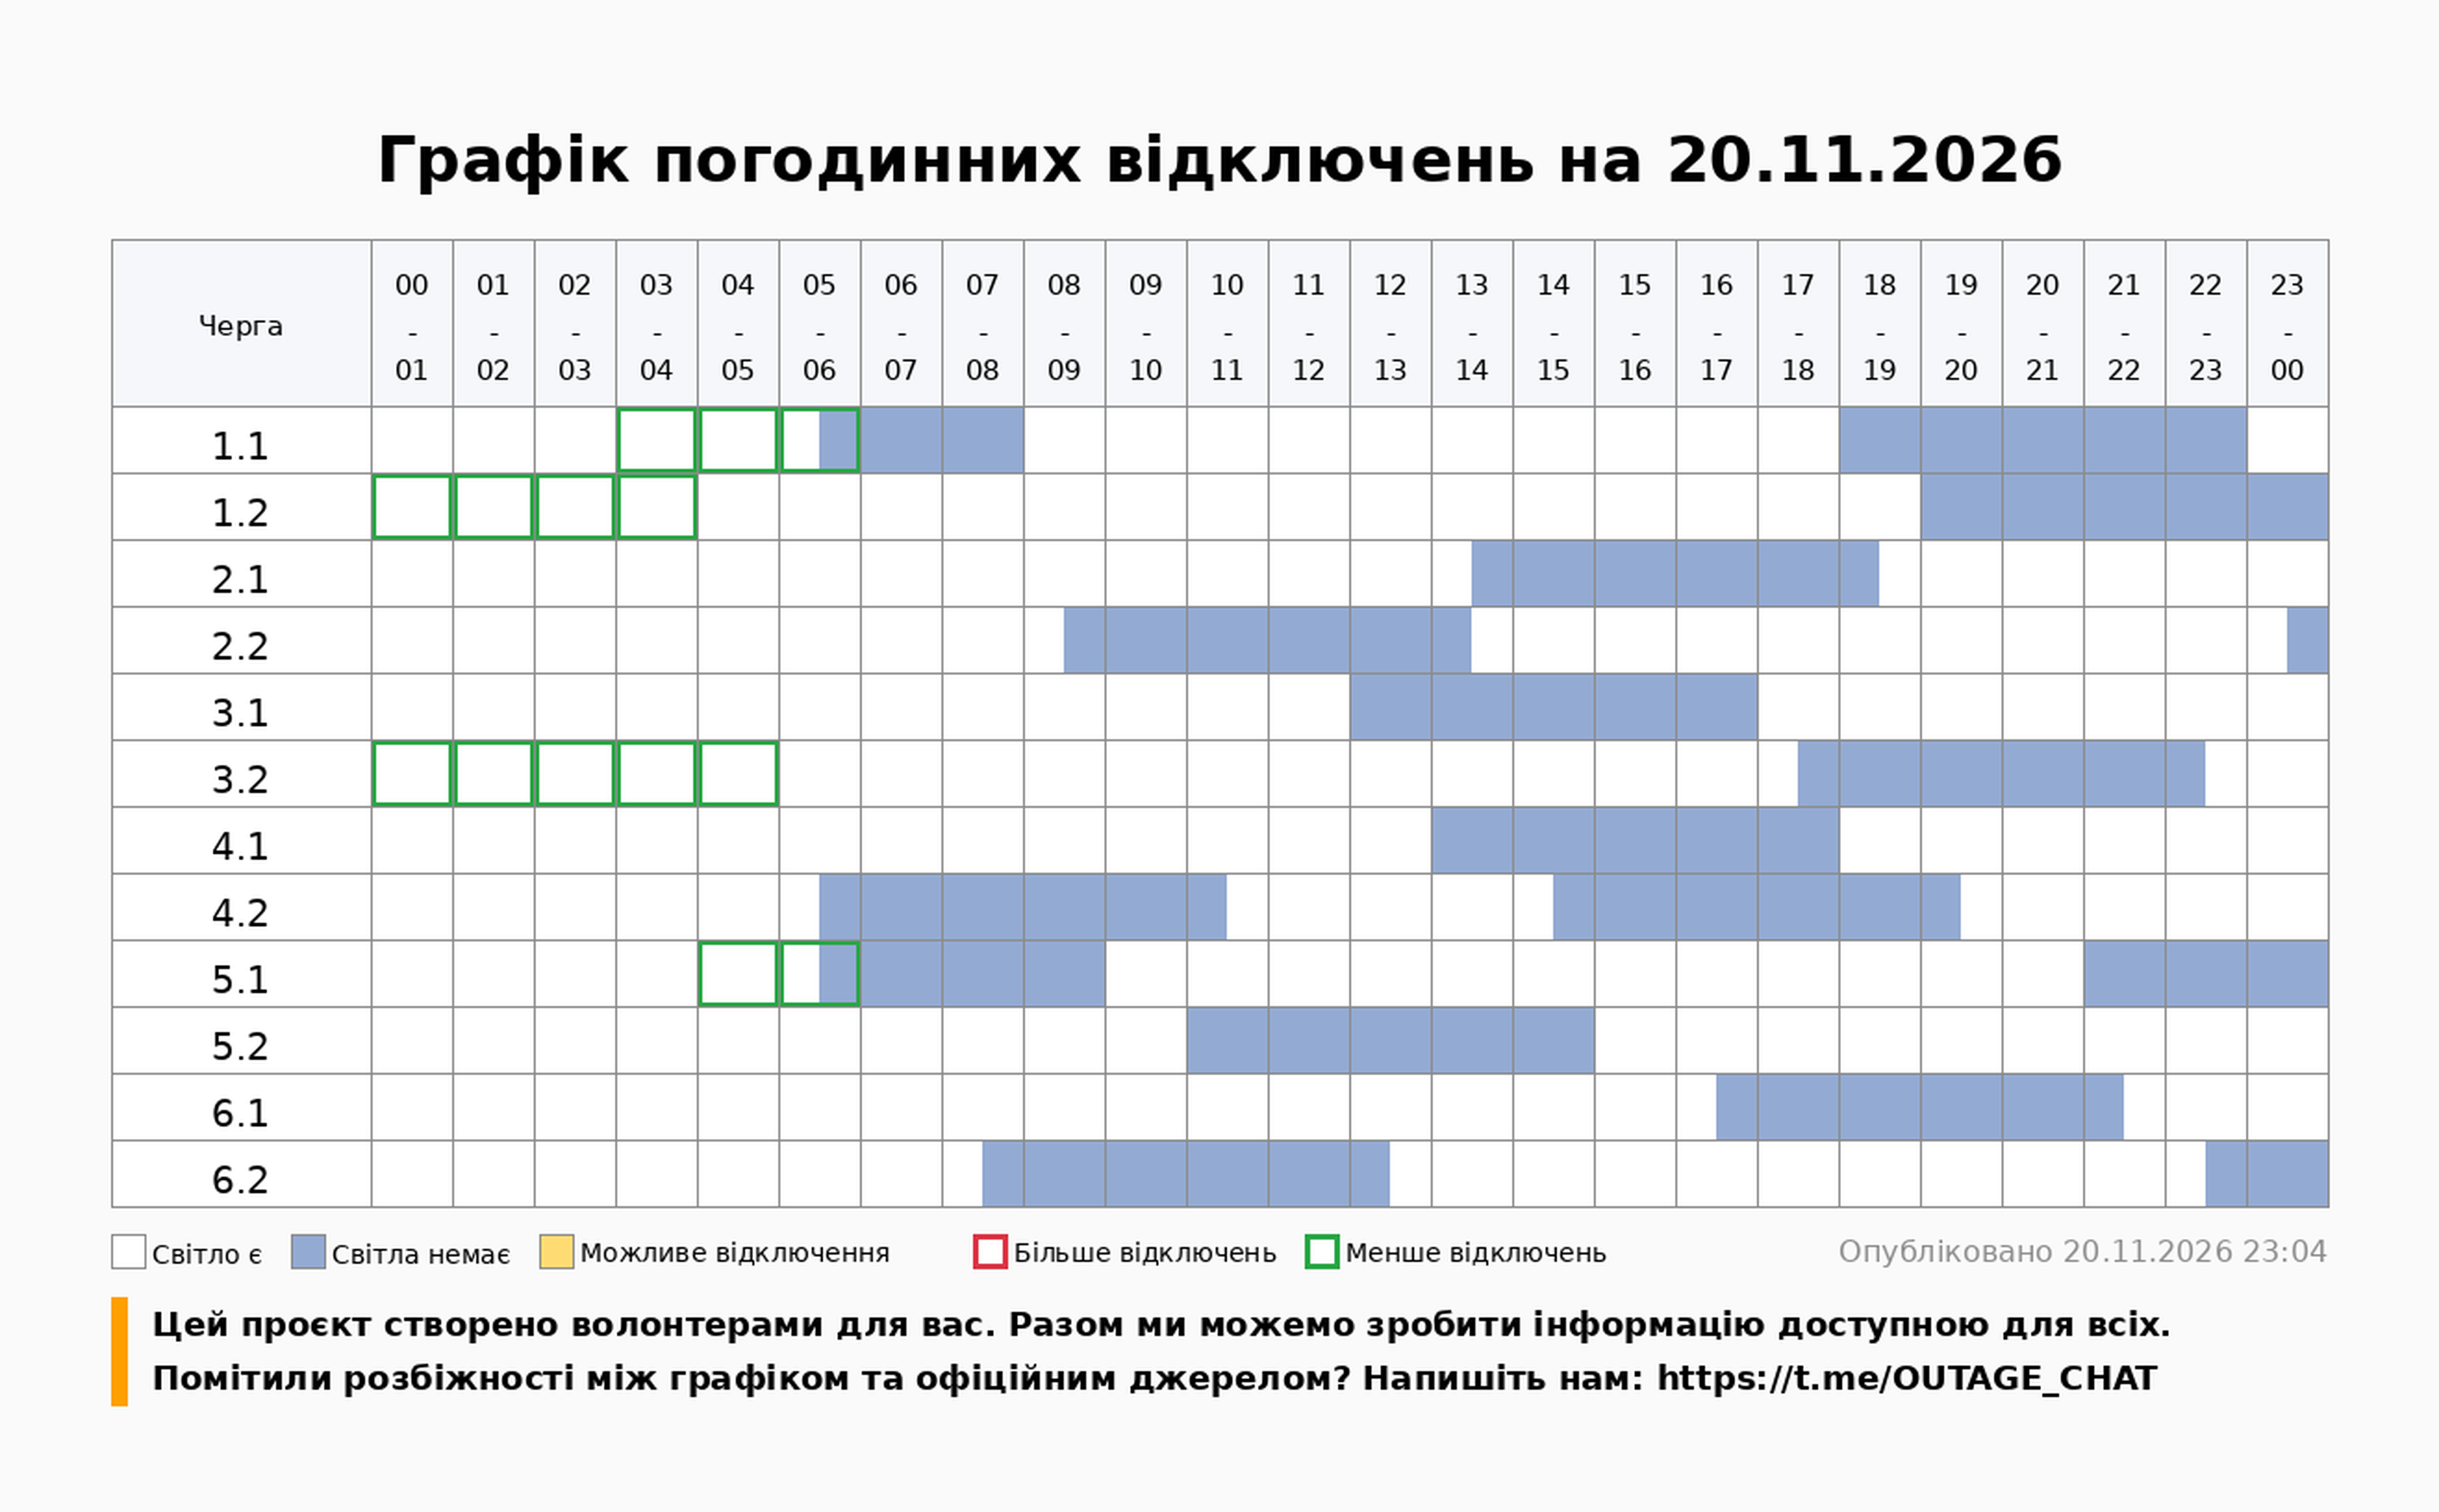 Графік погодинних відключень на 20.11.2026
Черга
00 - 01
01 - 02
02 - 03
03 - 04
04 - 05
05 - 06
06 - 07
07 - 08
08 - 09
09 - 10
10 - 11
11 - 12
12 - 13
13 - 14
14 - 15
15 - 16
16 - 17
17 - 18
18 - 19
19 - 20
20 - 21
21 - 22
22 - 23
23 - 00
1.1
1.2
2.1
2.2
3.1
3.2
4.1
4.2
5.1
5.2
6.1
6.2
Світло є
Світла немає
Можливе відключення
Більше відключень
Менше відключень
Опубліковано 20.11.2026 23:04
Цей проєкт створено волонтерами для вас. Разом ми можемо зробити інформацію доступною для всіх.
Помітили розбіжності між графіком та офіційним джерелом? Напишіть нам: https://t.me/OUTAGE_CHAT